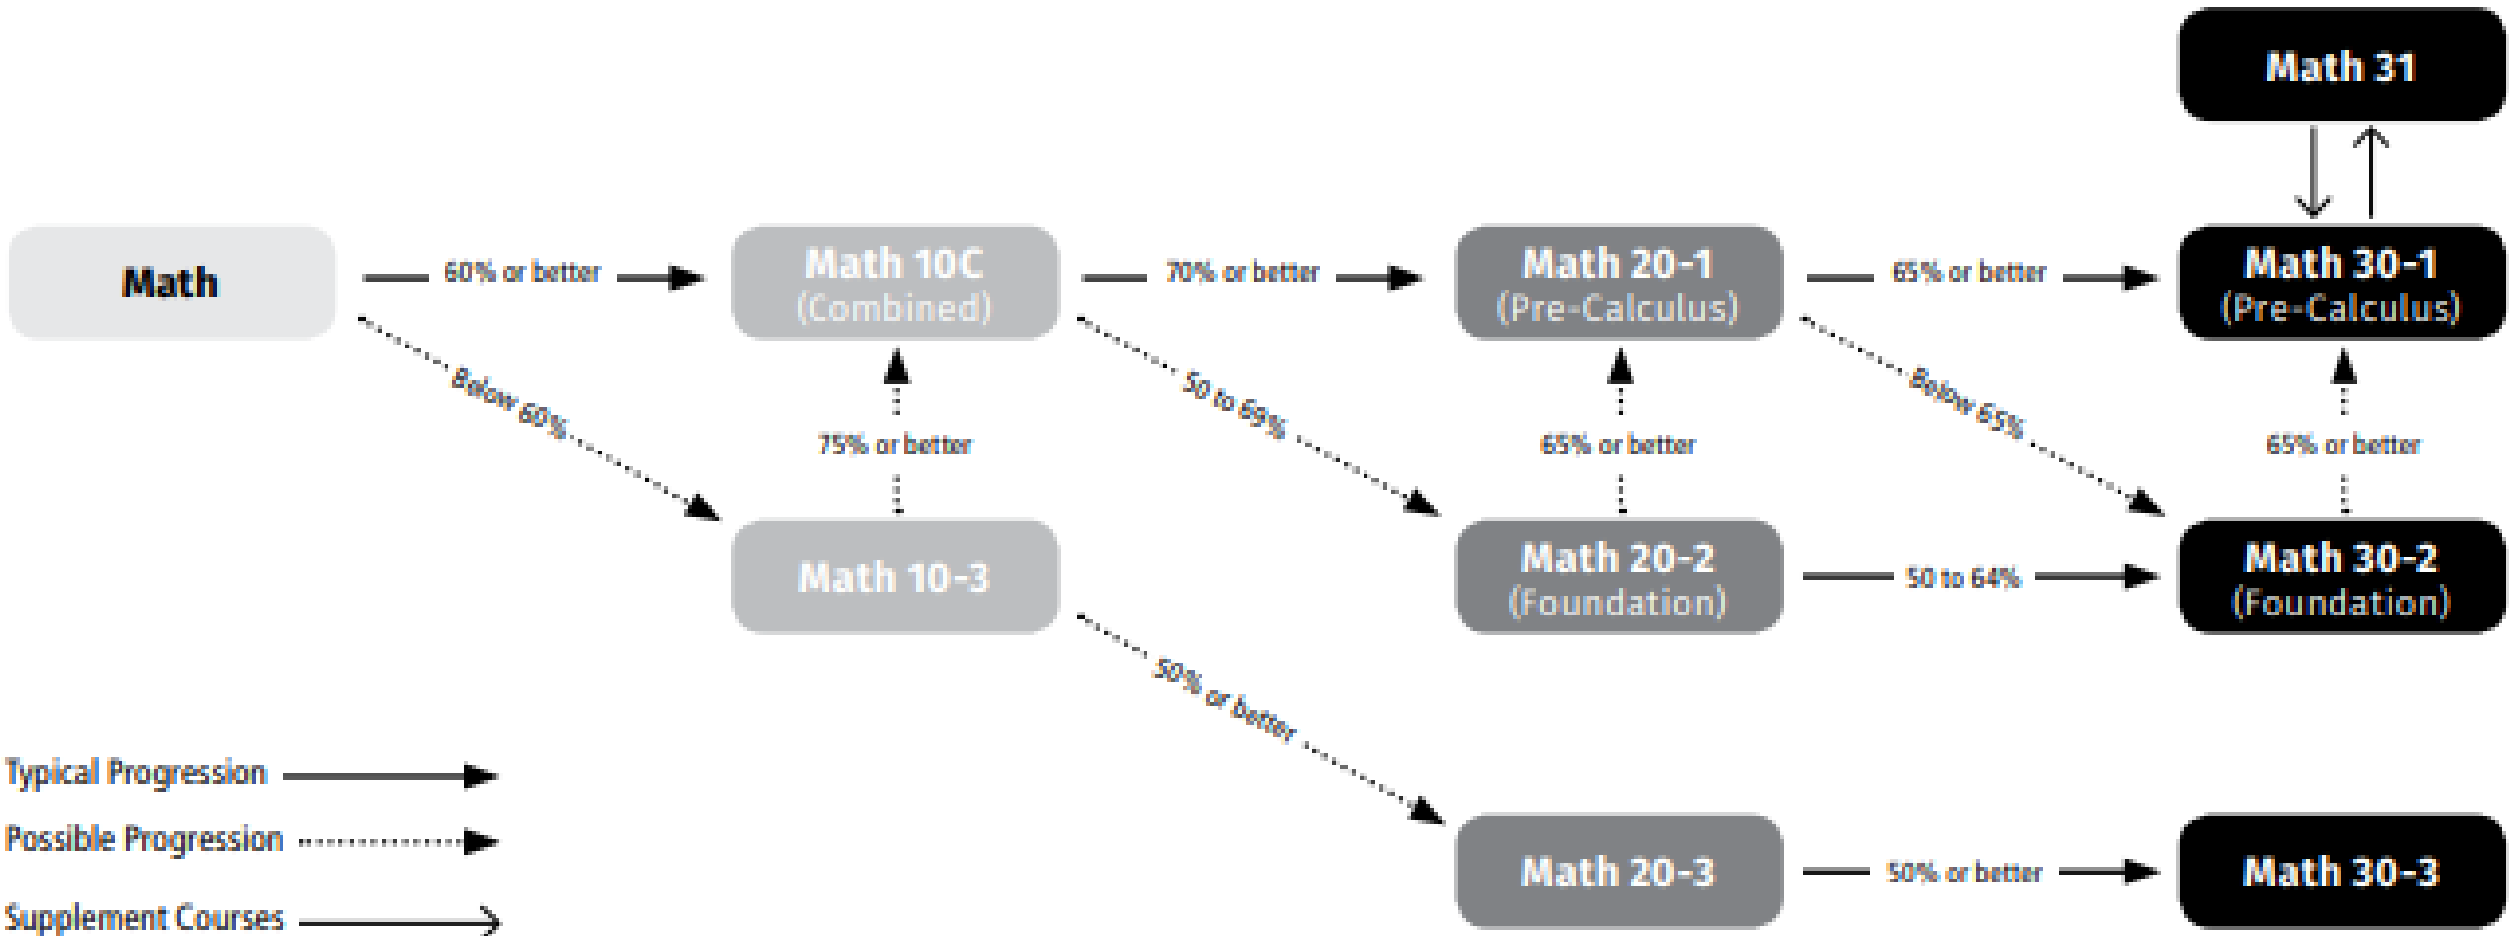 Math 31
Math
60% or better
Math 10C
(Combined)
70% or better
Math 20-1
(Pre-Calculus)
65% or better
Math 30-1
(Pre-Calculus)
Below 60%
75% or better
50 to 69%
65% or better
Below 65%
65% or better
Math 10-3
Math 20-2
(Foundation)
50 to 64%
Math 30-2
(Foundation)
50% or better
Typical Progression
Possible Progression
Supplement Courses
Math 20-3
50% or better
Math 30-3